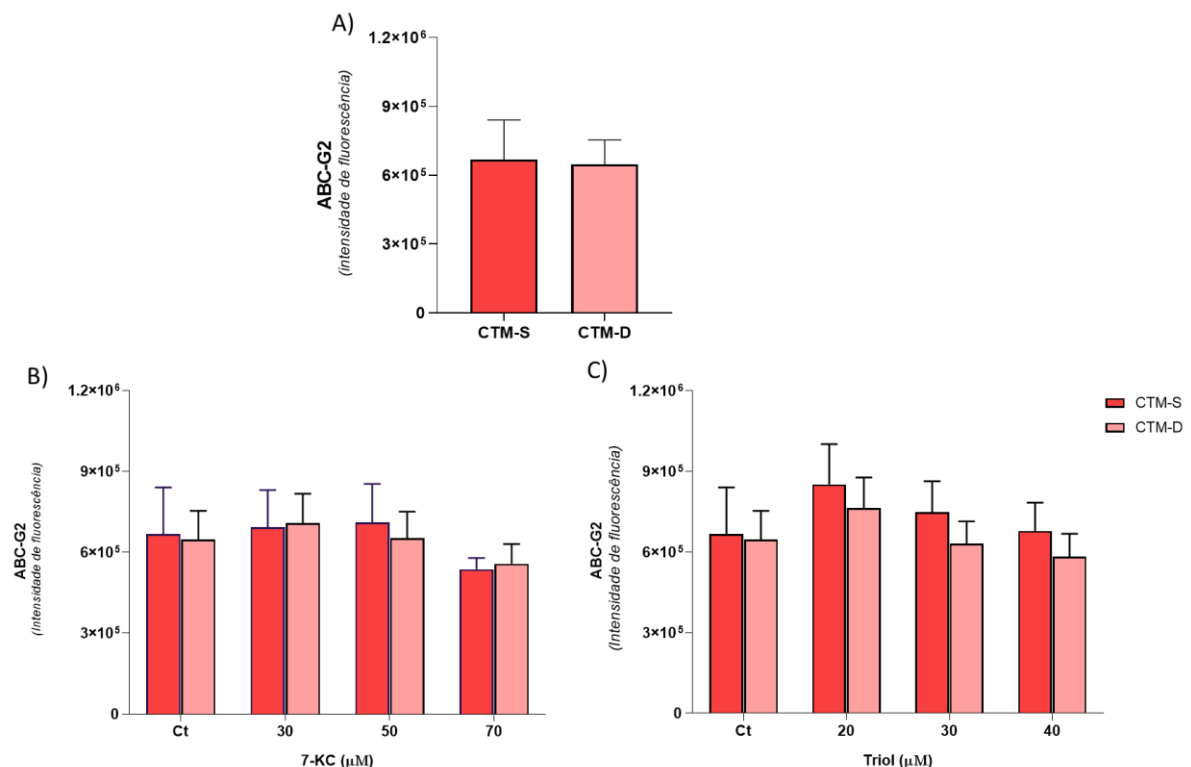 A)
1.2×10⁶
9×10⁵
6×10⁵
3×10⁵
0
ABC-G2
(intensidade de fluorescência)
CTM-S CTM-D
B)
1.2×10⁶
9×10⁵
6×10⁵
3×10⁵
0
ABC-G2
(Intensidade de fluorescência)
Ct 30 50 70
7-KC (µM)
C)
1.2×10⁶
9×10⁵
6×10⁵
3×10⁵
0
ABC-G2
(Intensidade de fluorescência)
Ct 20 30 40
Triol (µM)
CTM-S
CTM-D